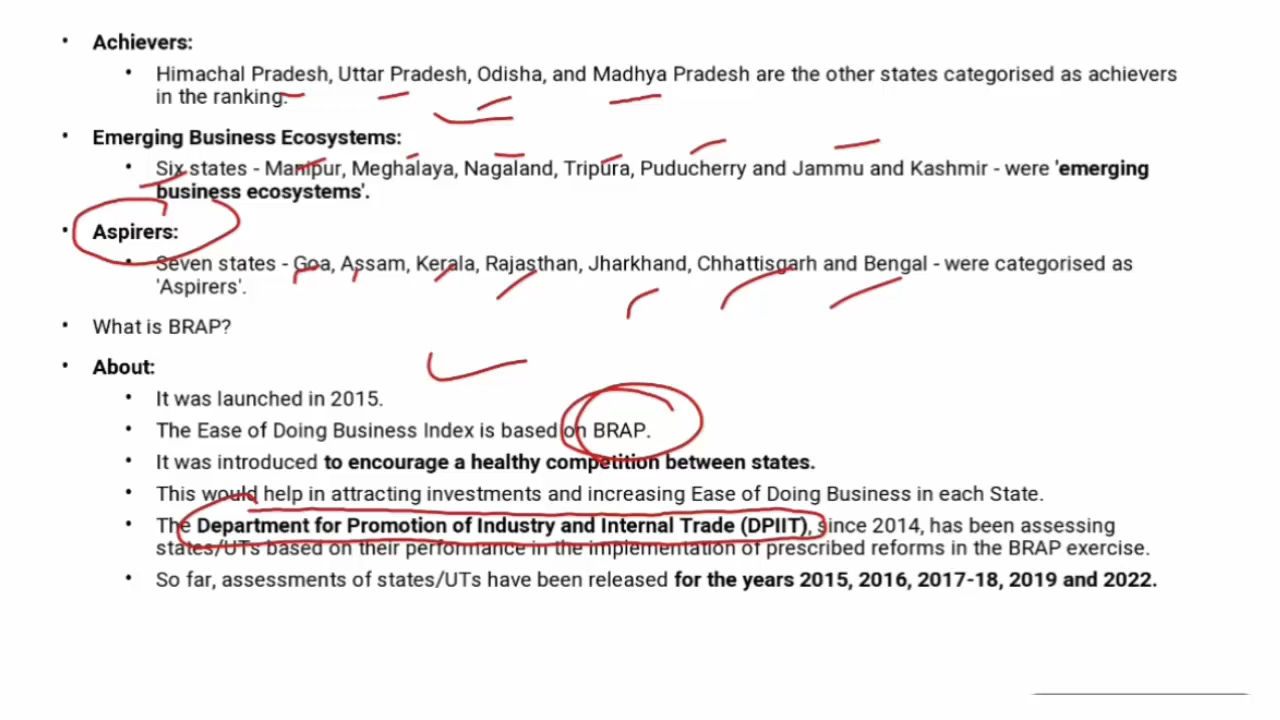 • Achievers:
• Himachal Pradesh, Uttar Pradesh, Odisha, and Madhya Pradesh are the other states categorised as achievers
in the ranking.
• Emerging Business Ecosystems:
• Six states - Manipur, Meghalaya, Nagaland, Tripura, Puducherry and Jammu and Kashmir - were 'emerging
business ecosystems'.
• Aspirers:
• Seven states - Goa, Assam, Kerala, Rajasthan, Jharkhand, Chhattisgarh and Bengal - were categorised as
'Aspirers'.
• What is BRAP?
• About:
• It was launched in 2015.
• The Ease of Doing Business Index is based on BRAP.
• It was introduced to encourage a healthy competition between states.
• This would help in attracting investments and increasing Ease of Doing Business in each State.
• The Department for Promotion of Industry and Internal Trade (DPIIT), since 2014, has been assessing
states/UTs based on their performance in the implementation of prescribed reforms in the BRAP exercise.
• So far, assessments of states/UTs have been released for the years 2015, 2016, 2017-18, 2019 and 2022.